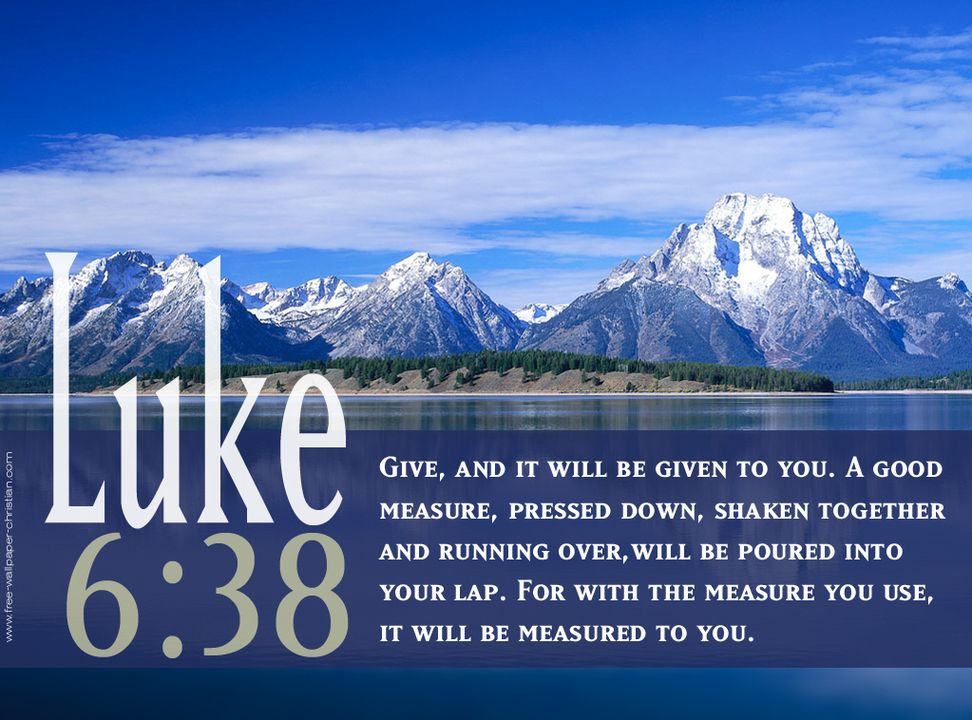 Luke
6:38
Give, and it will be given to you. A good
measure, pressed down, shaken together
and running over,will be poured into
your lap. For with the measure you use,
it will be measured to you.
www.free-wallpaper-christian.com